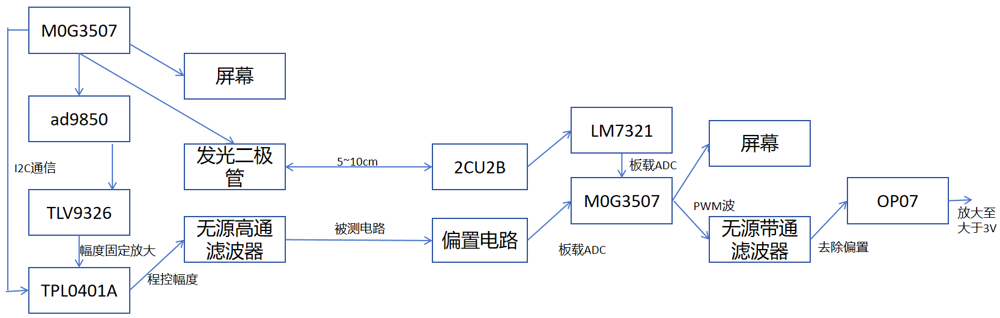 M0G3507
屏幕
ad9850
I2C通信
TLV9326
幅度固定放大
TPL0401A
程控幅度
发光二极
管
5~10cm
2CU2B
无源高通
滤波器
被测电路
偏置电路
LM7321
板载ADC
M0G3507
板载ADC
屏幕
PWM波
无源带通
滤波器
去除偏置
OP07
放大至
大于3V